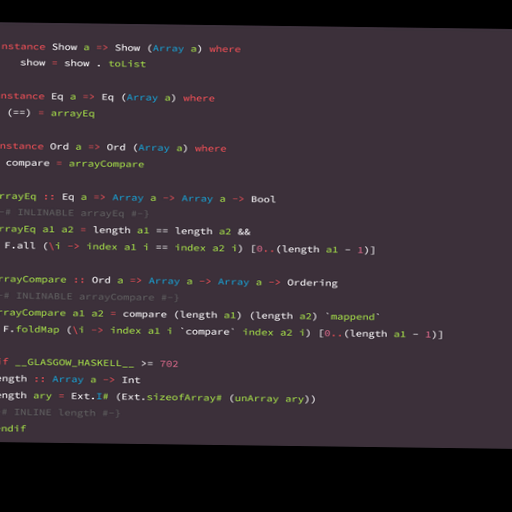 nstance Show a => Show (Array a) where
show = show . toList
nstance Eq a => Eq (Array a) where
(==) = arrayEq
nstance Ord a => Ord (Array a) where
compare = arrayCompare
rrayEq :: Eq a => Array a -> Array a -> Bool
-# INLINABLE arrayEq #-}
rrayEq a1 a2 = length a1 == length a2 &&
F.all (\i -> index a1 i == index a2 i) [0..(length a1 - 1)]
rrayCompare :: Ord a => Array a -> Array a -> Ordering
-# INLINABLE arrayCompare #-}
rrayCompare a1 a2 = compare (length a1) (length a2) `mappend`
F.foldMap (\i -> index a1 i `compare` index a2 i) [0..(length a1 - 1)]
if __GLASGOW_HASKELL__ >= 702
ength :: Array a -> Int
ength ary = Ext.I# (Ext.sizeofArray# (unArray ary))
# INLINE length #-}
ndif